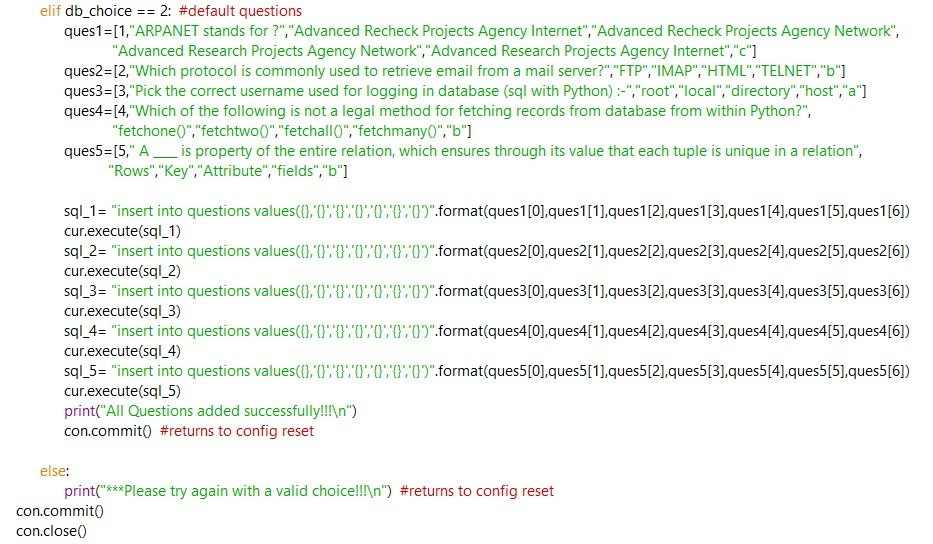 elif db_choice == 2:  #default questions
ques1=[1,"ARPANET stands for ?","Advanced Recheck Projects Agency Internet","Advanced Recheck Projects Agency Network",
"Advanced Research Projects Agency Network","Advanced Research Projects Agency Internet","c"]
ques2=[2,"Which protocol is commonly used to retrieve email from a mail server?","FTP","IMAP","HTML","TELNET","b"]
ques3=[3,"Pick the correct username used for logging in database (sql with Python) :-","root","local","directory","host","a"]
ques4=[4,"Which of the following is not a legal method for fetching records from database from within Python?",
"fetchone()","fetchtwo()","fetchall()","fetchmany()","b"]
ques5=[5," A ___ is property of the entire relation, which ensures through its value that each tuple is unique in a relation",
"Rows","Key","Attribute","fields","b"]
sql_1= "insert into questions values({},'{}','{}','{}','{}','{}','{}')".format(ques1[0],ques1[1],ques1[2],ques1[3],ques1[4],ques1[5],ques1[6])
cur.execute(sql_1)
sql_2= "insert into questions values({},'{}','{}','{}','{}','{}','{}')".format(ques2[0],ques2[1],ques2[2],ques2[3],ques2[4],ques2[5],ques2[6])
cur.execute(sql_2)
sql_3= "insert into questions values({},'{}','{}','{}','{}','{}','{}')".format(ques3[0],ques3[1],ques3[2],ques3[3],ques3[4],ques3[5],ques3[6])
cur.execute(sql_3)
sql_4= "insert into questions values({},'{}','{}','{}','{}','{}','{}')".format(ques4[0],ques4[1],ques4[2],ques4[3],ques4[4],ques4[5],ques4[6])
cur.execute(sql_4)
sql_5= "insert into questions values({},'{}','{}','{}','{}','{}','{}')".format(ques5[0],ques5[1],ques5[2],ques5[3],ques5[4],ques5[5],ques5[6])
cur.execute(sql_5)
print("All Questions added successfully!!!\n")
con.commit()  #returns to config reset
else:
print("***Please try again with a valid choice!!!\n")  #returns to config reset
con.commit()
con.close()